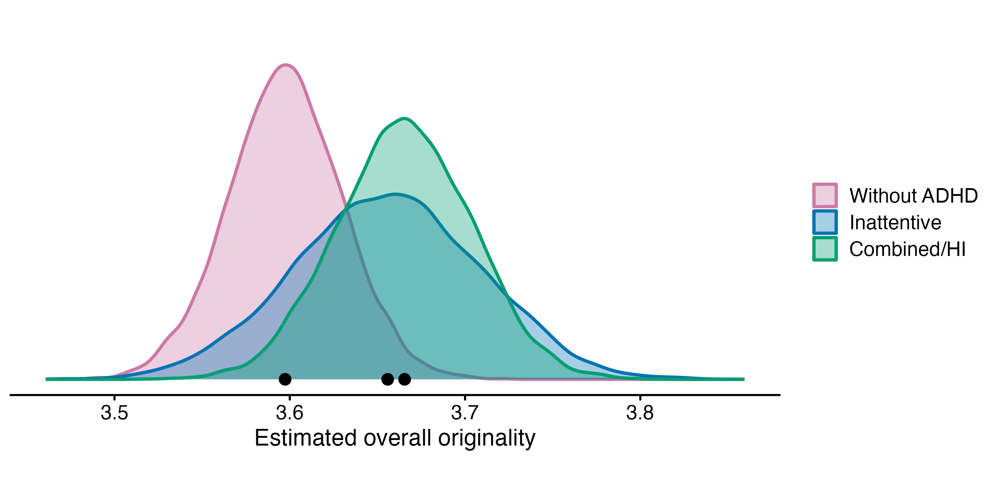 Without ADHD
Inattentive
Combined/HI
3.5 3.6 3.7 3.8
Estimated overall originality